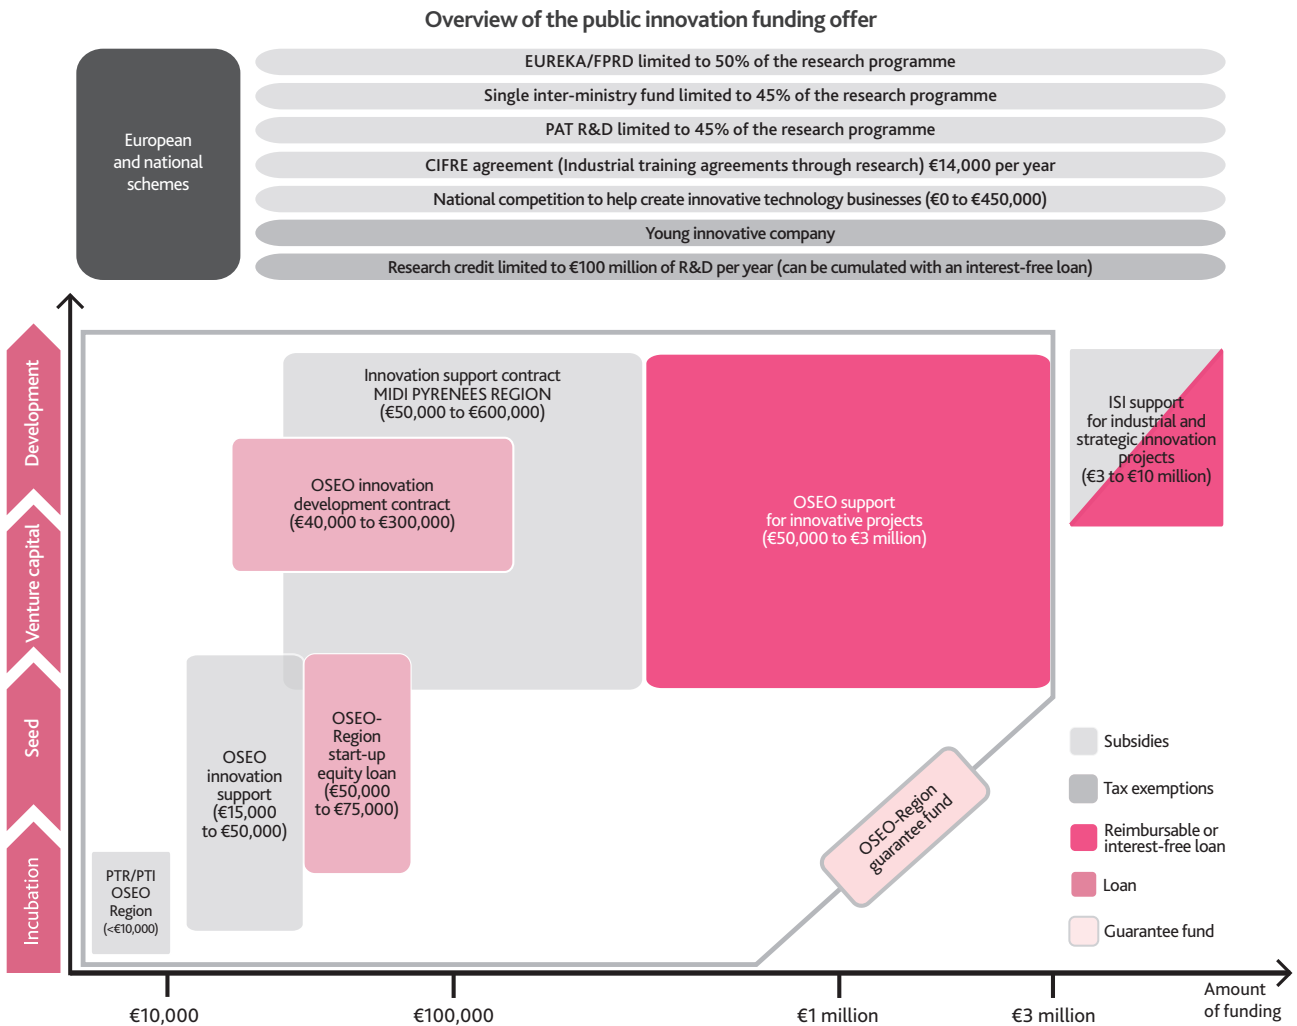 Overview of the public innovation funding offer
European
and national
schemes
EUREKA/FPRD limited to 50% of the research programme
Single inter-ministry fund limited to 45% of the research programme
PAT R&D limited to 45% of the research programme
CIFRE agreement (Industrial training agreements through research) €14,000 per year
National competition to help create innovative technology businesses (€0 to €450,000)
Young innovative company
Research credit limited to €100 million of R&D per year (can be cumulated with an interest-free loan)
Development
Venture capital
Seed
Incubation
Innovation support contract
MIDI PYRENEES REGION
(€50,000 to €600,000)
OSEO innovation
development contract
(€40,000 to €300,000)
OSEO support
for innovative projects
(€50,000 to €3 million)
ISI support
for industrial and
strategic innovation
projects
(€3 to €10 million)
OSEO
innovation
support
(€15,000
to €50,000)
OSEO-
Region
start-up
equity loan
(€50,000
to €75,000)
PTR/PTI
OSEO
Region
(<€10,000)
OSEO-Region
guarantee fund
Subsidies
Tax exemptions
Reimbursable or
interest-free loan
Loan
Guarantee fund
€10,000
€100,000
€1 million
€3 million
Amount
of funding